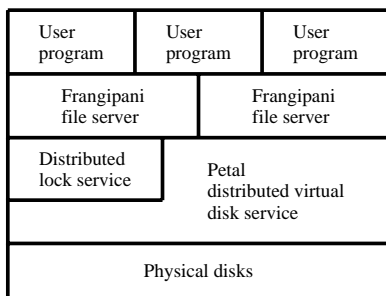 User
program
User
program
User
program
Frangipani
file server
Frangipani
file server
Distributed
lock service
Petal
distributed virtual
disk service
Physical disks